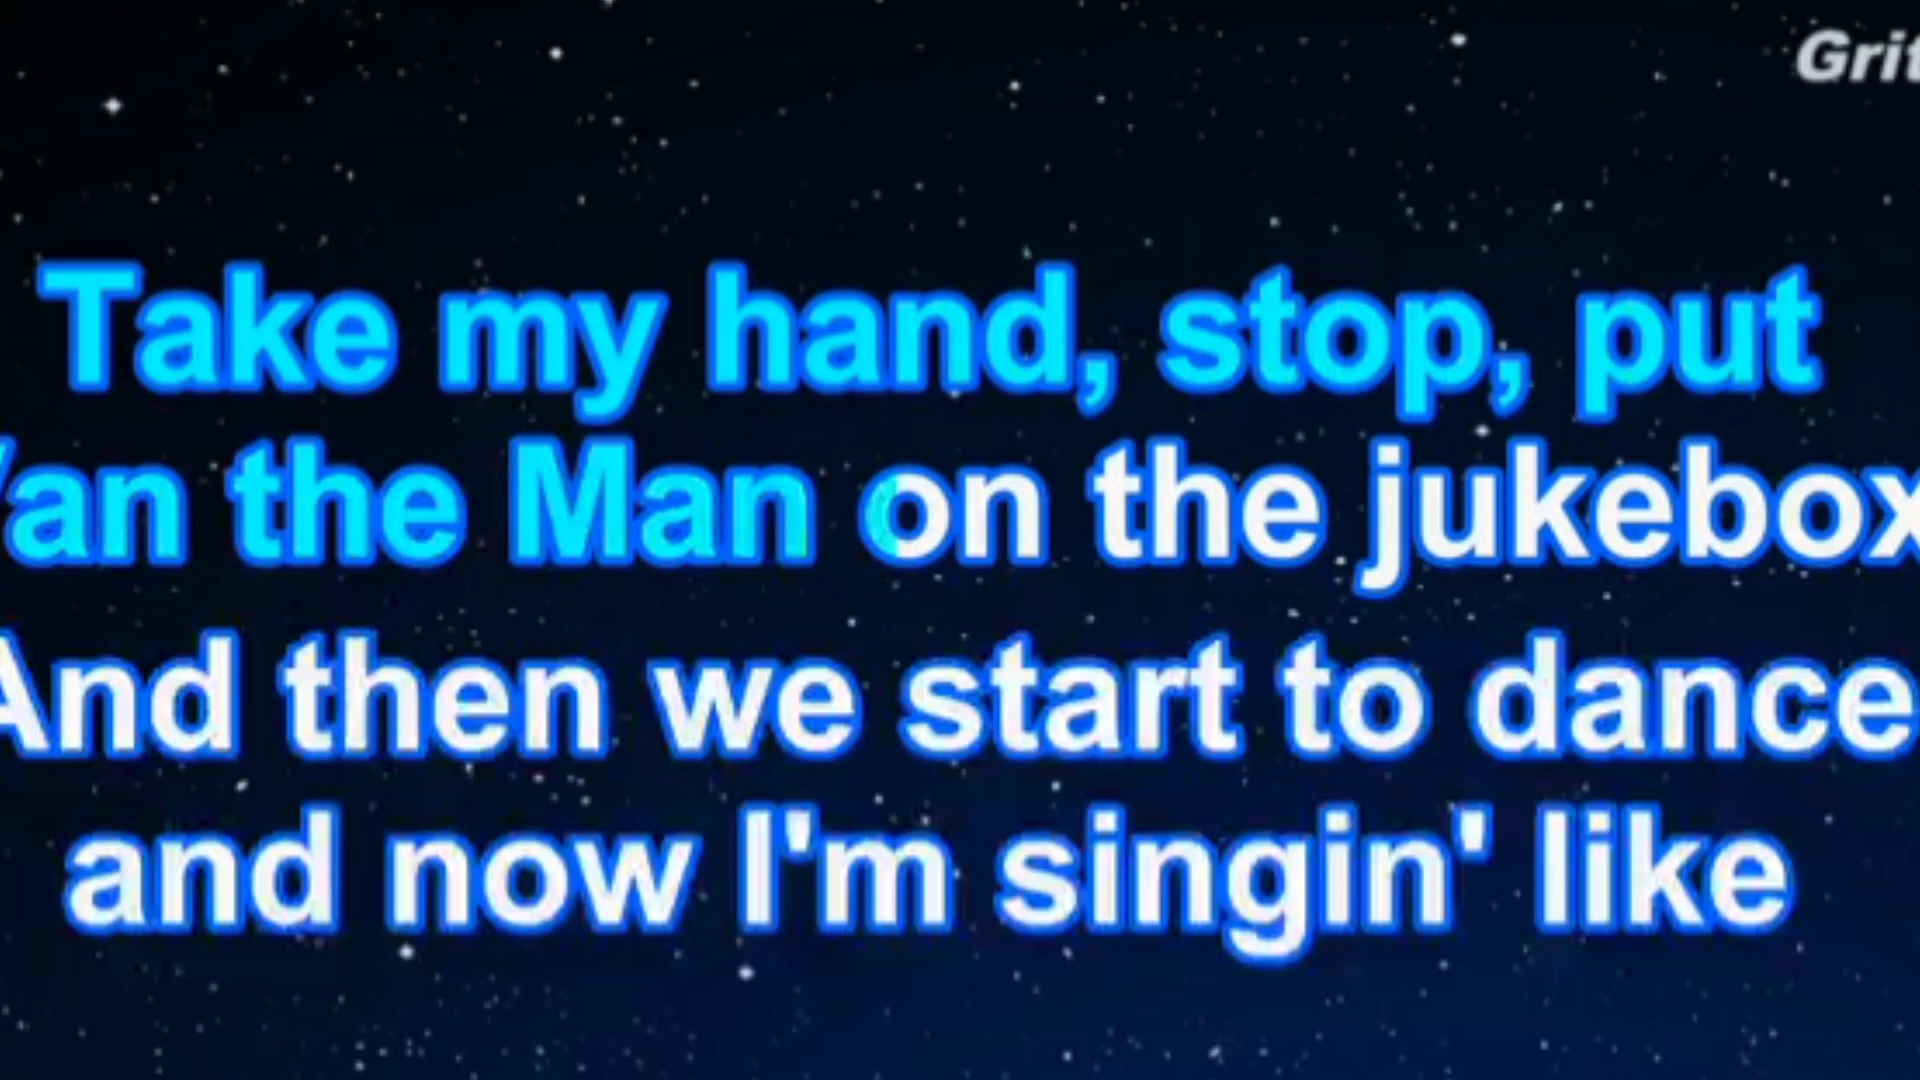 Grit
Take my hand, stop, put
Van the Man on the jukebox
And then we start to dance
and now I'm singin' like